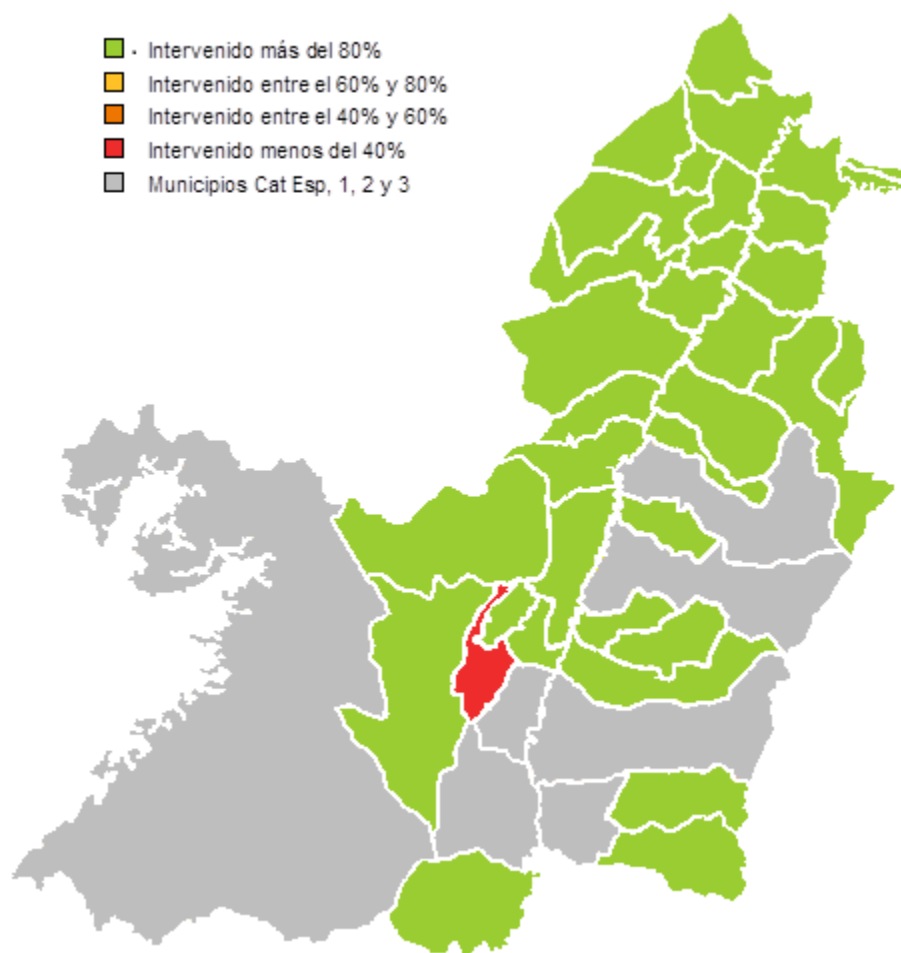 . Intervenido más del 80%
Intervenido entre el 60% y 80%
Intervenido entre el 40% y 60%
Intervenido menos del 40%
Municipios Cat Esp, 1, 2 y 3